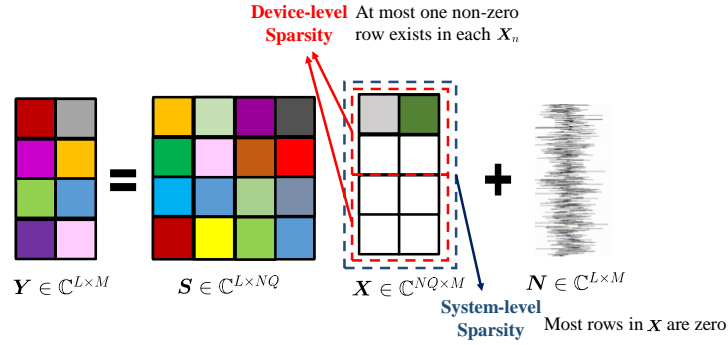 Device-level Sparsity
At most one non-zero row exists in each Xₙ
=
+
Y ∈ ℂ^{L×M}
S ∈ ℂ^{L×NQ}
X ∈ ℂ^{NQ×M}
N ∈ ℂ^{L×M}
System-level Sparsity
Most rows in X are zero